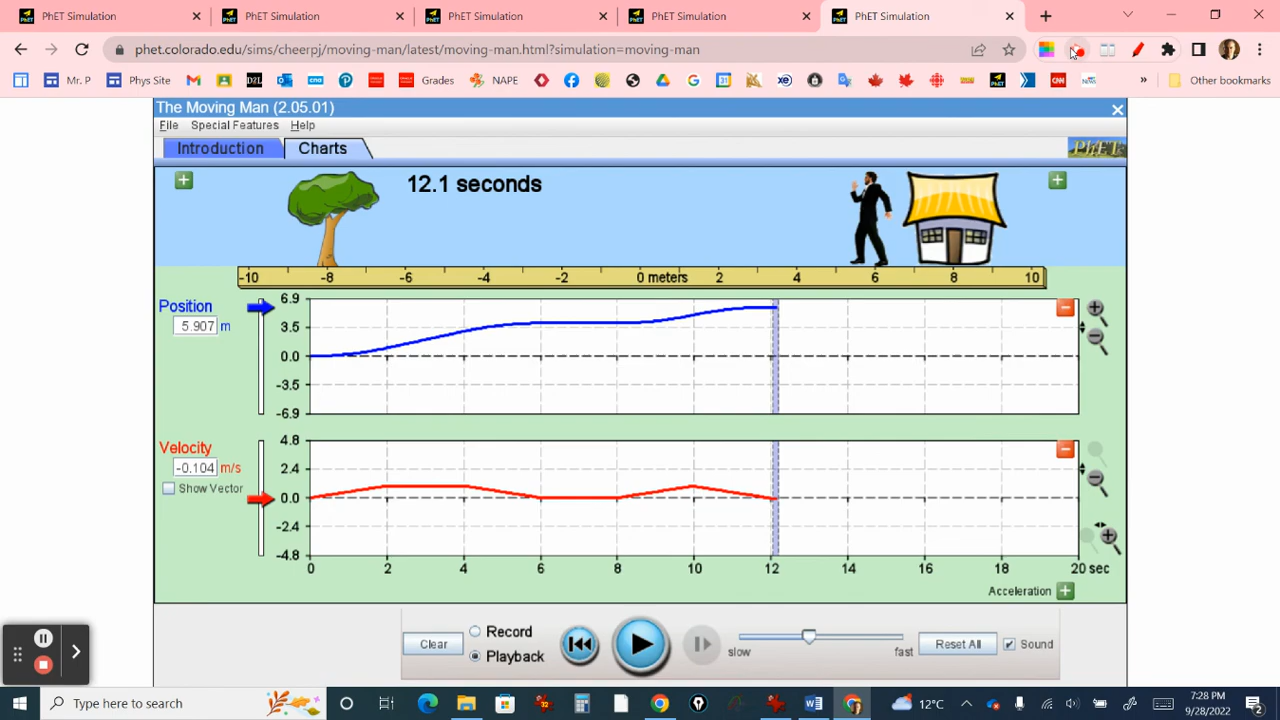 PhET Simulation × PhET Simulation × PhET Simulation × PhET Simulation × PhET Simulation ×
phet.colorado.edu/sims/cheerpj/moving-man/latest/moving-man.html?simulation=moving-man
Mr. P Phys Site D2L Grades NAPE » Other bookmarks
The Moving Man (2.05.01)
File Special Features Help
Introduction Charts PhET
12.1 seconds
-10 -8 -6 -4 -2 0 meters 2 4 6 8 10
Position
5.907 m
6.9
3.5
0.0
-3.5
-6.9
Velocity
-0.104 m/s
Show Vector
4.8
2.4
0.0
-2.4
-4.8
0 2 4 6 8 10 12 14 16 18 20 sec
Acceleration
Clear Record Playback slow fast Reset All Sound
Type here to search 12°C 7:28 PM
9/28/2022 2